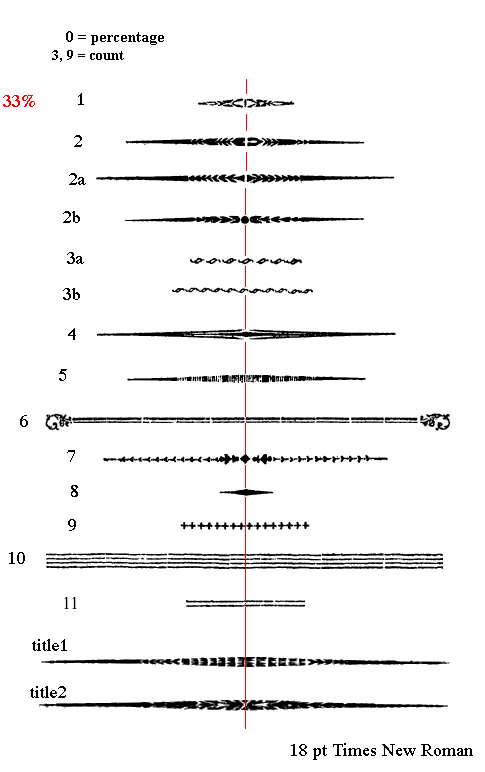 0 = percentage
3, 9 = count
33% 1
2
2a
2b
3a
3b
4
5
6
7
8
9
10
11
title1
title2
18 pt Times New Roman